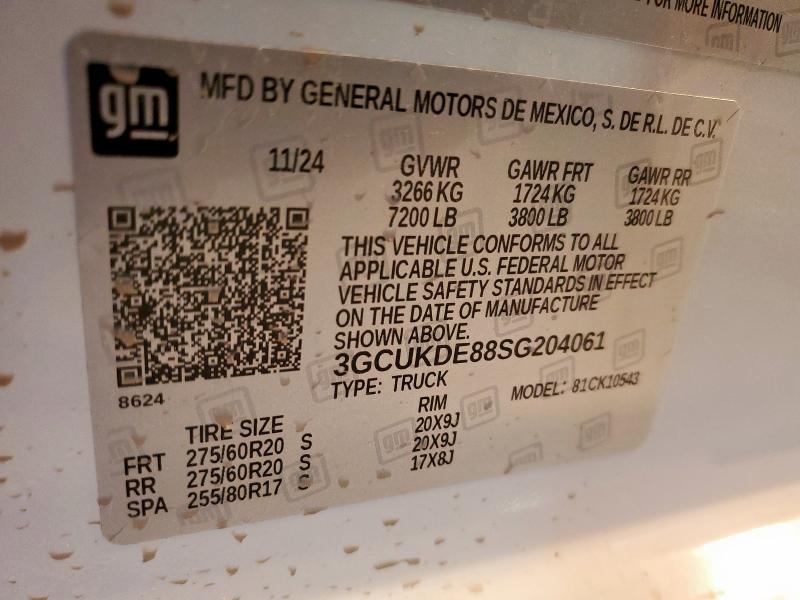 FOR MORE INFORMATION
gm
MFD BY GENERAL MOTORS DE MEXICO, S. DE R.L. DE C.V.
11/24 GVWR GAWR FRT GAWR RR
3266 KG 1724 KG 1724 KG
7200 LB 3800 LB 3800 LB
THIS VEHICLE CONFORMS TO ALL
APPLICABLE U.S. FEDERAL MOTOR
VEHICLE SAFETY STANDARDS IN EFFECT
ON THE DATE OF MANUFACTURE
SHOWN ABOVE.
3GCUKDE88SG204061
TYPE: TRUCK MODEL: 81CK10543
8624
TIRE SIZE RIM
FRT 275/60R20 S 20X9J
RR 275/60R20 S 20X9J
SPA 255/80R17 S 17X8J